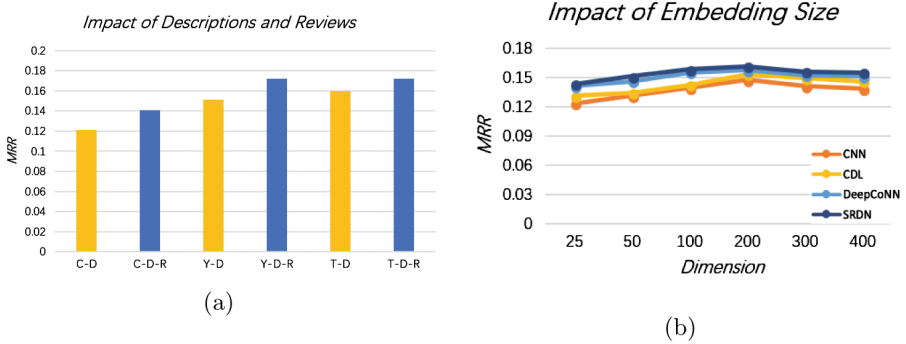 Impact of Descriptions and Reviews
0.2
0.18
0.16
0.14
0.12
0.1
0.08
0.06
0.04
0.02
0
MRR
C-D C-D-R Y-D Y-D-R T-D T-D-R
(a)
Impact of Embedding Size
0.18
0.15
0.12
0.09
0.06
0.03
0
MRR
CNN
CDL
DeepCoNN
SRDN
25 50 100 200 300 400
Dimension
(b)